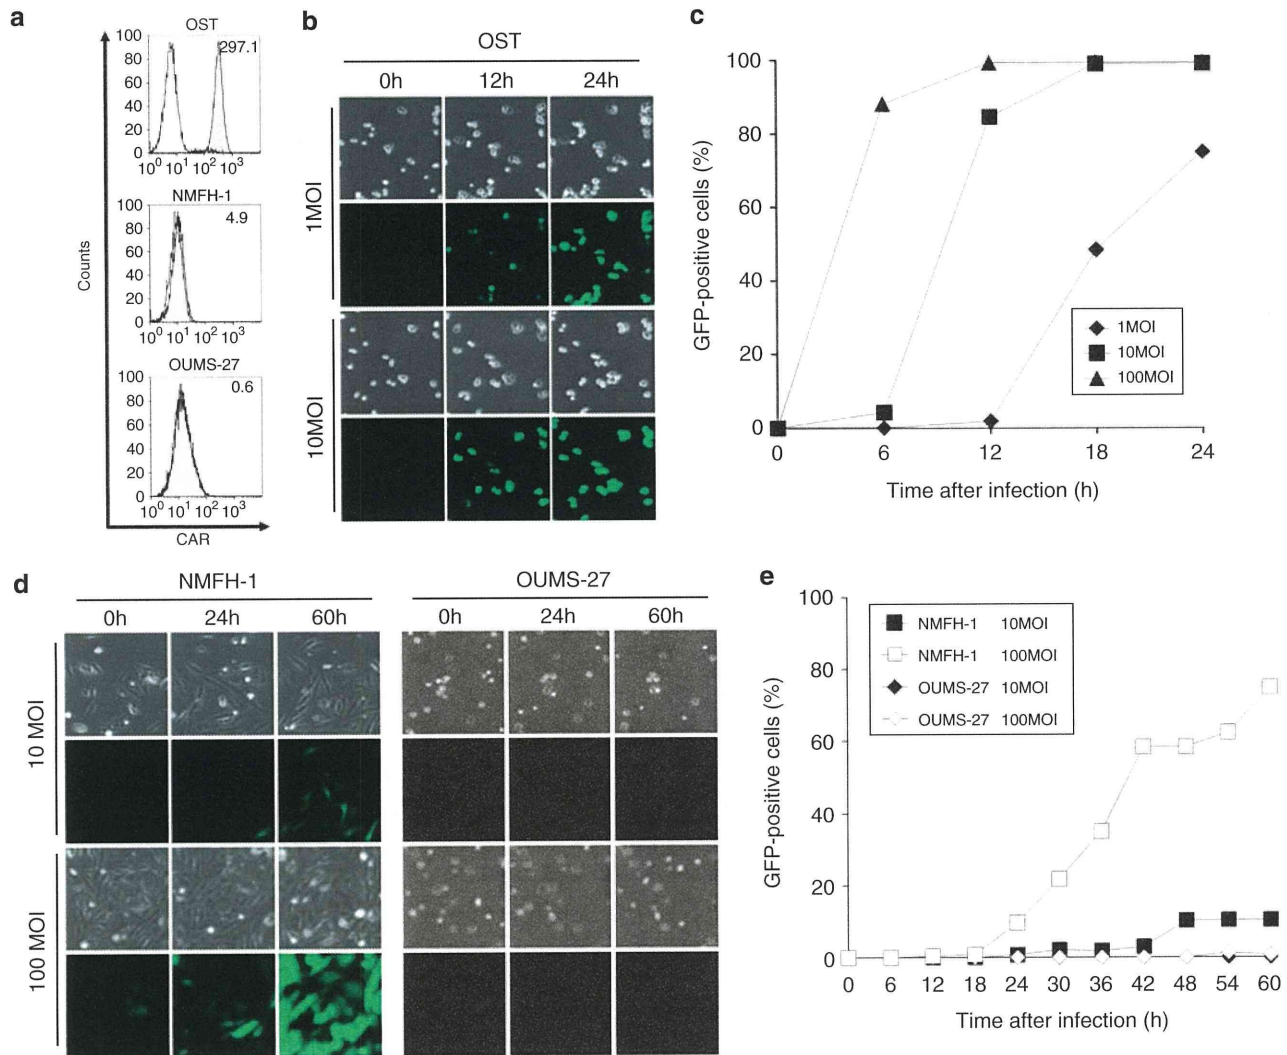 a
OST
297.1
100
80
60
40
20
0
10⁰ 10¹ 10² 10³
NMFH-1
4.9
100
80
60
40
20
0
10⁰ 10¹ 10² 10³
OUMS-27
0.6
100
80
60
40
20
0
10⁰ 10¹ 10² 10³
Counts
CAR
b
OST
0h 12h 24h
1MOI
10MOI
c
100
80
60
40
20
0
GFP-positive cells (%)
1MOI
10MOI
100MOI
0 6 12 18 24
Time after infection (h)
d
NMFH-1 OUMS-27
0h 24h 60h 0h 24h 60h
10 MOI
100 MOI
e
100
80
60
40
20
0
GFP-positive cells (%)
NMFH-1 10MOI
NMFH-1 100MOI
OUMS-27 10MOI
OUMS-27 100MOI
0 6 12 18 24 30 36 42 48 54 60
Time after infection (h)